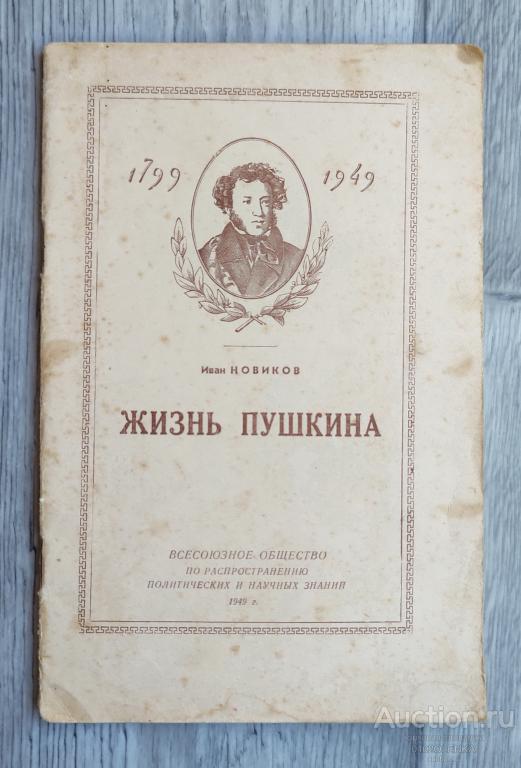 1799 1949
Иван НОВИКОВ
ЖИЗНЬ ПУШКИНА
ВСЕСОЮЗНОЕ ОБЩЕСТВО
ПО РАСПРОСТРАНЕНИЮ
ПОЛИТИЧЕСКИХ И НАУЧНЫХ ЗНАНИЙ
1949 г.
Auction.ru